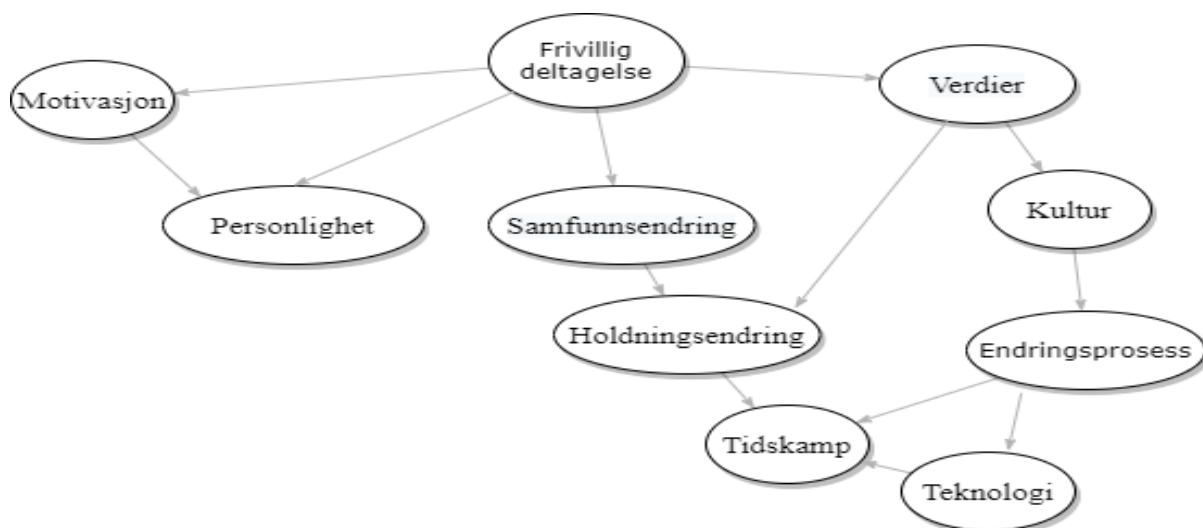 Frivillig
deltagelse
Motivasjon
Verdier
Personlighet
Samfunnsendring
Kultur
Holdningsendring
Endringsprosess
Tidskamp
Teknologi